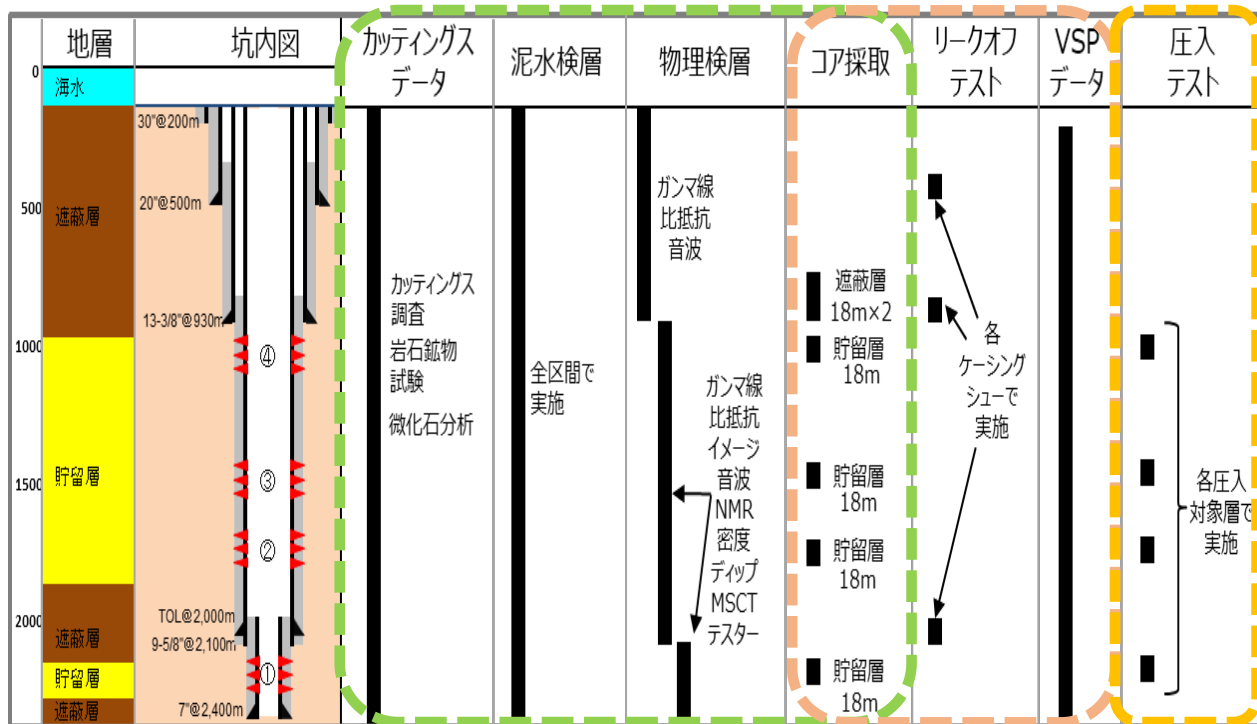 地層
坑内図
カッティングス
データ
泥水検層
物理検層
コア採取
リークオフ
テスト
VSP
データ
圧入
テスト
0
500
1000
1500
2000
海水
遮蔽層
貯留層
遮蔽層
貯留層
遮蔽層
30"@200m
20"@500m
13-3/8"@930m
④
③
②
TOL@2,000m
9-5/8"@2,100m
①
7"@2,400m
カッティングス
調査
岩石鉱物
試験
微化石分析
全区間で
実施
ガンマ線
比抵抗
音波
ガンマ線
比抵抗
イメージ
音波
NMR
密度
ディップ
MSCT
テスター
遮蔽層
18m×2
貯留層
18m
貯留層
18m
貯留層
18m
貯留層
18m
各
ケーシング
シューで
実施
各圧入
対象層で
実施